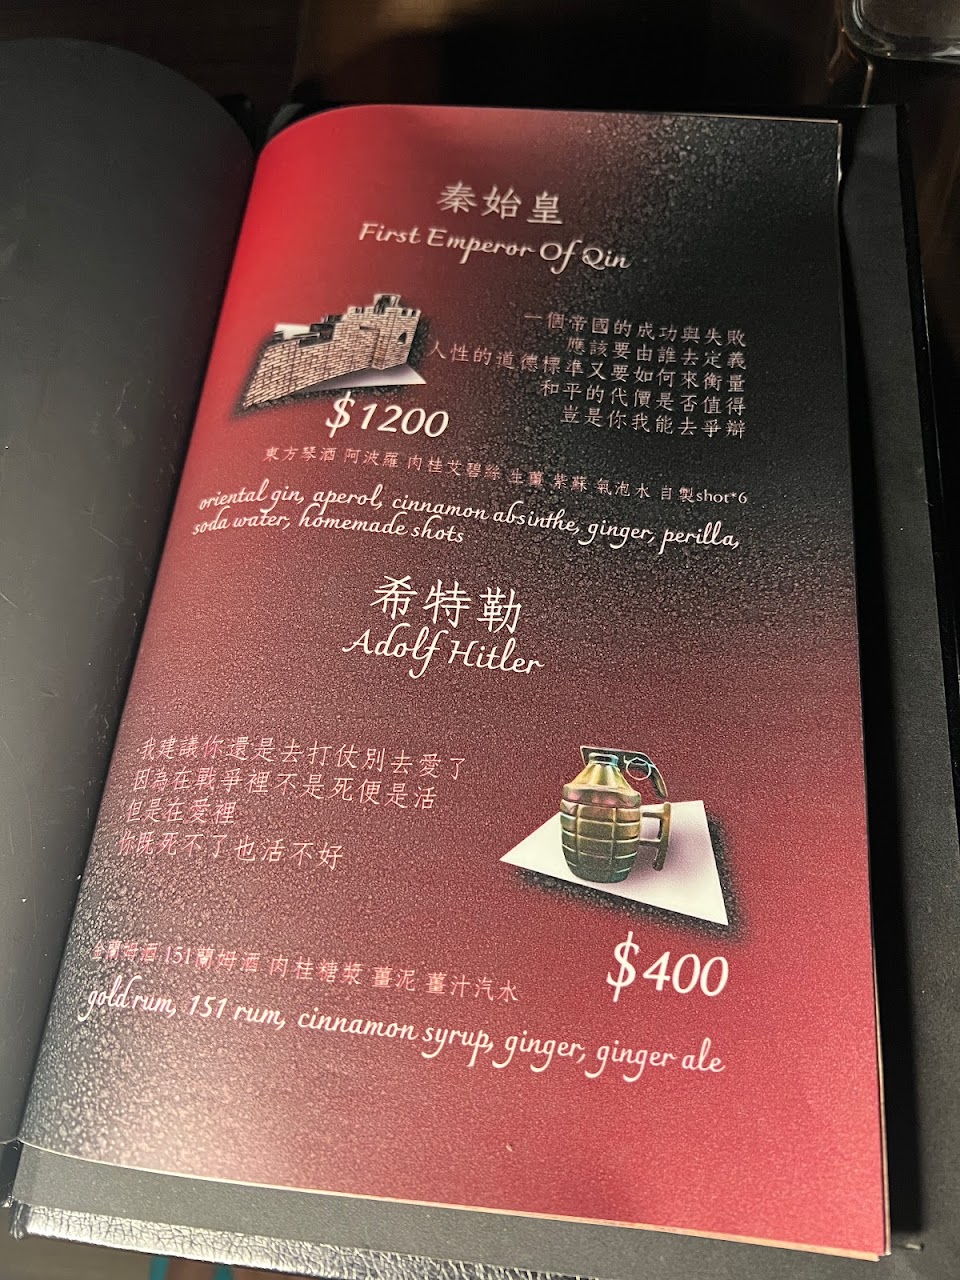 秦始皇
First Emperor Of Qin
一個帝國的成功與失敗
應該要由誰去定義
人性的道德標準又要如何來衡量
和平的代價是否值得
豈是你我能去爭辯
$1200
東方琴酒 阿波羅 肉桂艾碧絲 生薑 紫蘇 氣泡水 自製shot*6
oriental gin, aperol, cinnamon absinthe, ginger, perilla,
soda water, homemade shots
希特勒
Adolf Hitler
我建議你還是去打仗別去愛了
因為在戰爭裡不是死便是活
但是在愛裡
你既死不了也活不好
$400
金蘭姆酒 151蘭姆酒 肉桂糖漿 薑泥 薑汁汽水
gold rum, 151 rum, cinnamon syrup, ginger, ginger ale